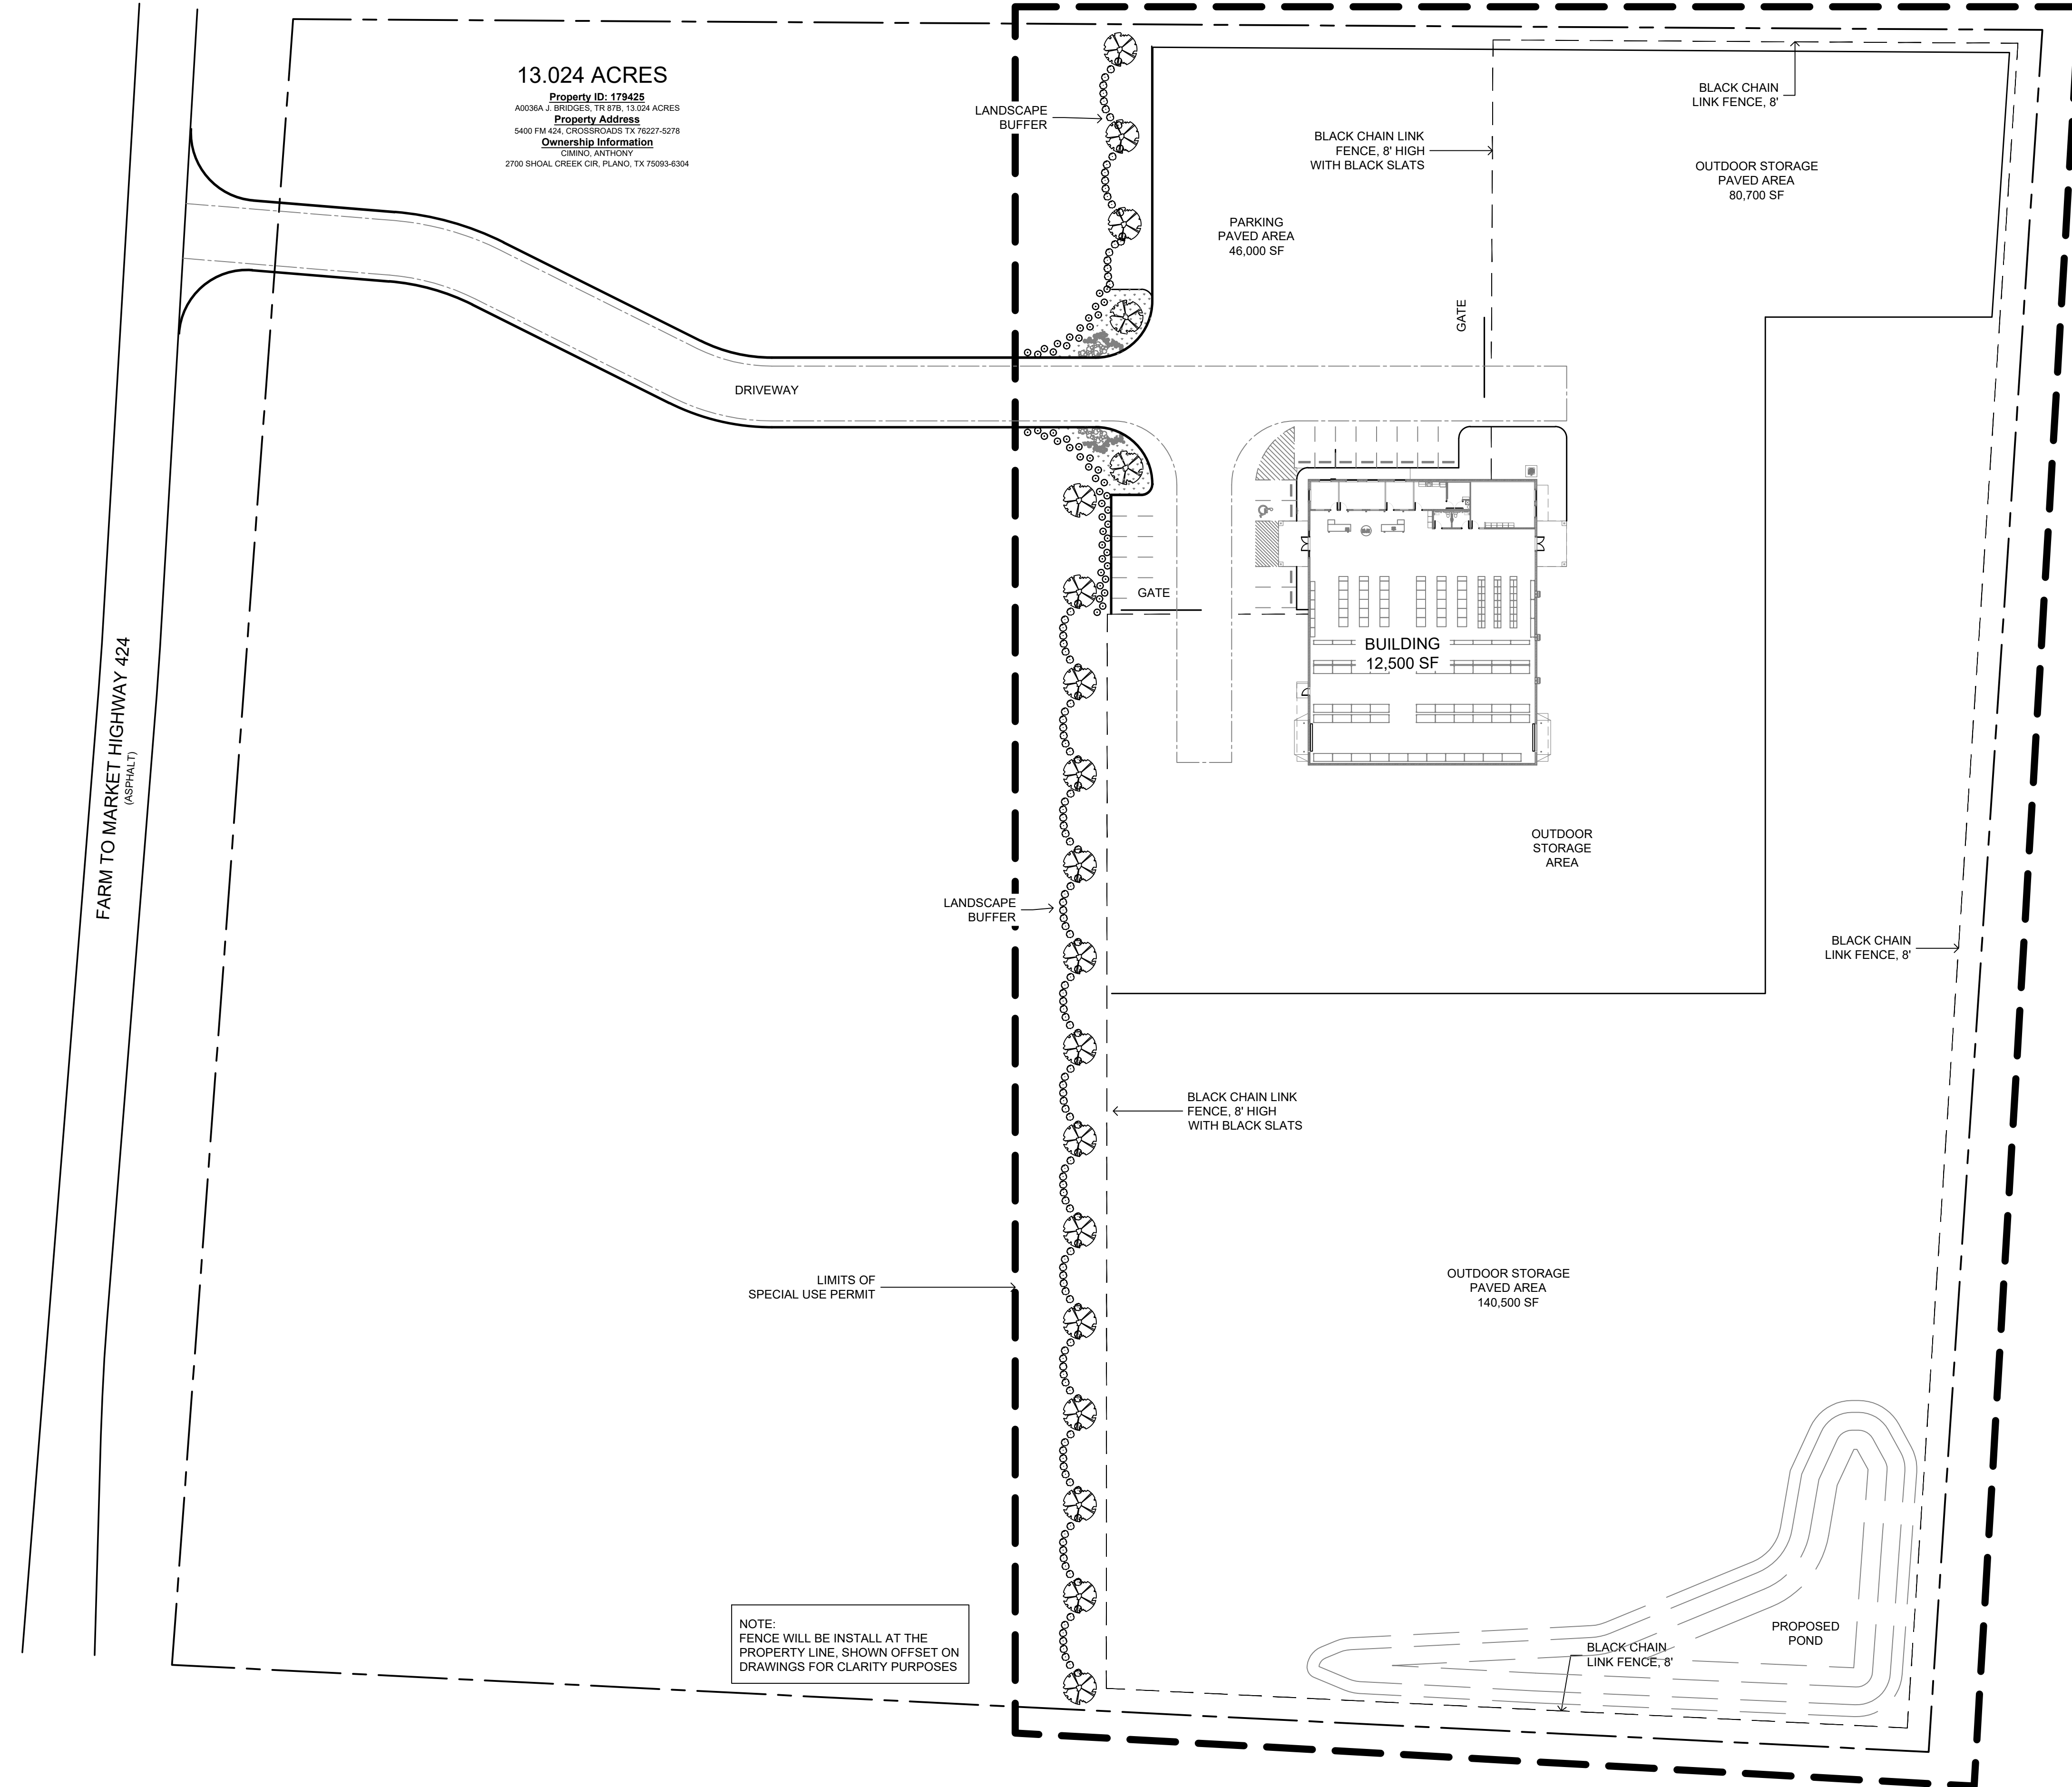 13.024 ACRES
Property ID: 179425
A0036A J. BRIDGES, TR 87B, 13.024 ACRES
Property Address
5400 FM 424, CROSSROADS TX 76227-5278
Ownership Information
CIMINO, ANTHONY
2700 SHOAL CREEK CIR, PLANO, TX 75093-6304
LANDSCAPE
BUFFER
BLACK CHAIN
LINK FENCE, 8'
BLACK CHAIN LINK
FENCE, 8' HIGH
WITH BLACK SLATS
OUTDOOR STORAGE
PAVED AREA
80,700 SF
PARKING
PAVED AREA
46,000 SF
GATE
DRIVEWAY
GATE
BUILDING
12,500 SF
FARM TO MARKET HIGHWAY 424
(ASPHALT)
OUTDOOR
STORAGE
AREA
LANDSCAPE
BUFFER
BLACK CHAIN
LINK FENCE, 8'
BLACK CHAIN LINK
FENCE, 8' HIGH
WITH BLACK SLATS
LIMITS OF
SPECIAL USE PERMIT
OUTDOOR STORAGE
PAVED AREA
140,500 SF
NOTE:
FENCE WILL BE INSTALL AT THE
PROPERTY LINE, SHOWN OFFSET ON
DRAWINGS FOR CLARITY PURPOSES
PROPOSED
POND
BLACK CHAIN
LINK FENCE, 8'